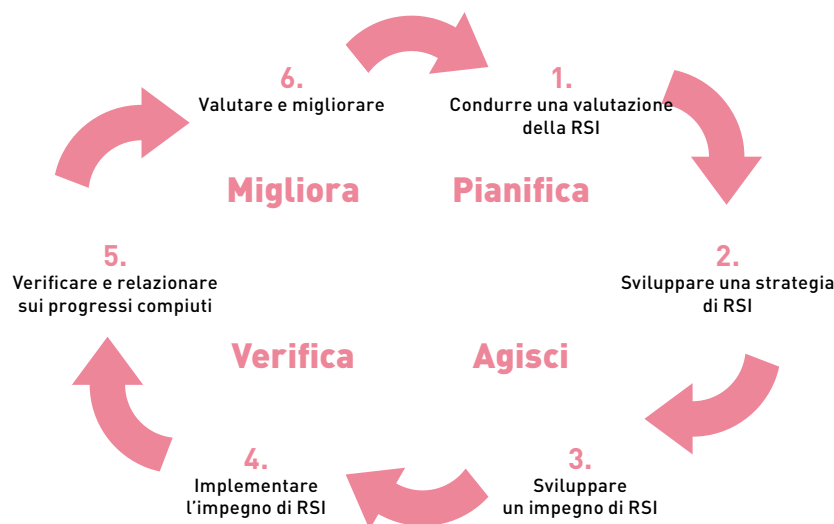 6.
Valutare e migliorare
1.
Condurre una valutazione
della RSI
Migliora
Pianifica
5.
Verificare e relazionare
sui progressi compiuti
2.
Sviluppare una strategia
di RSI
Verifica
Agisci
4.
Implementare
l'impegno di RSI
3.
Sviluppare
un impegno di RSI